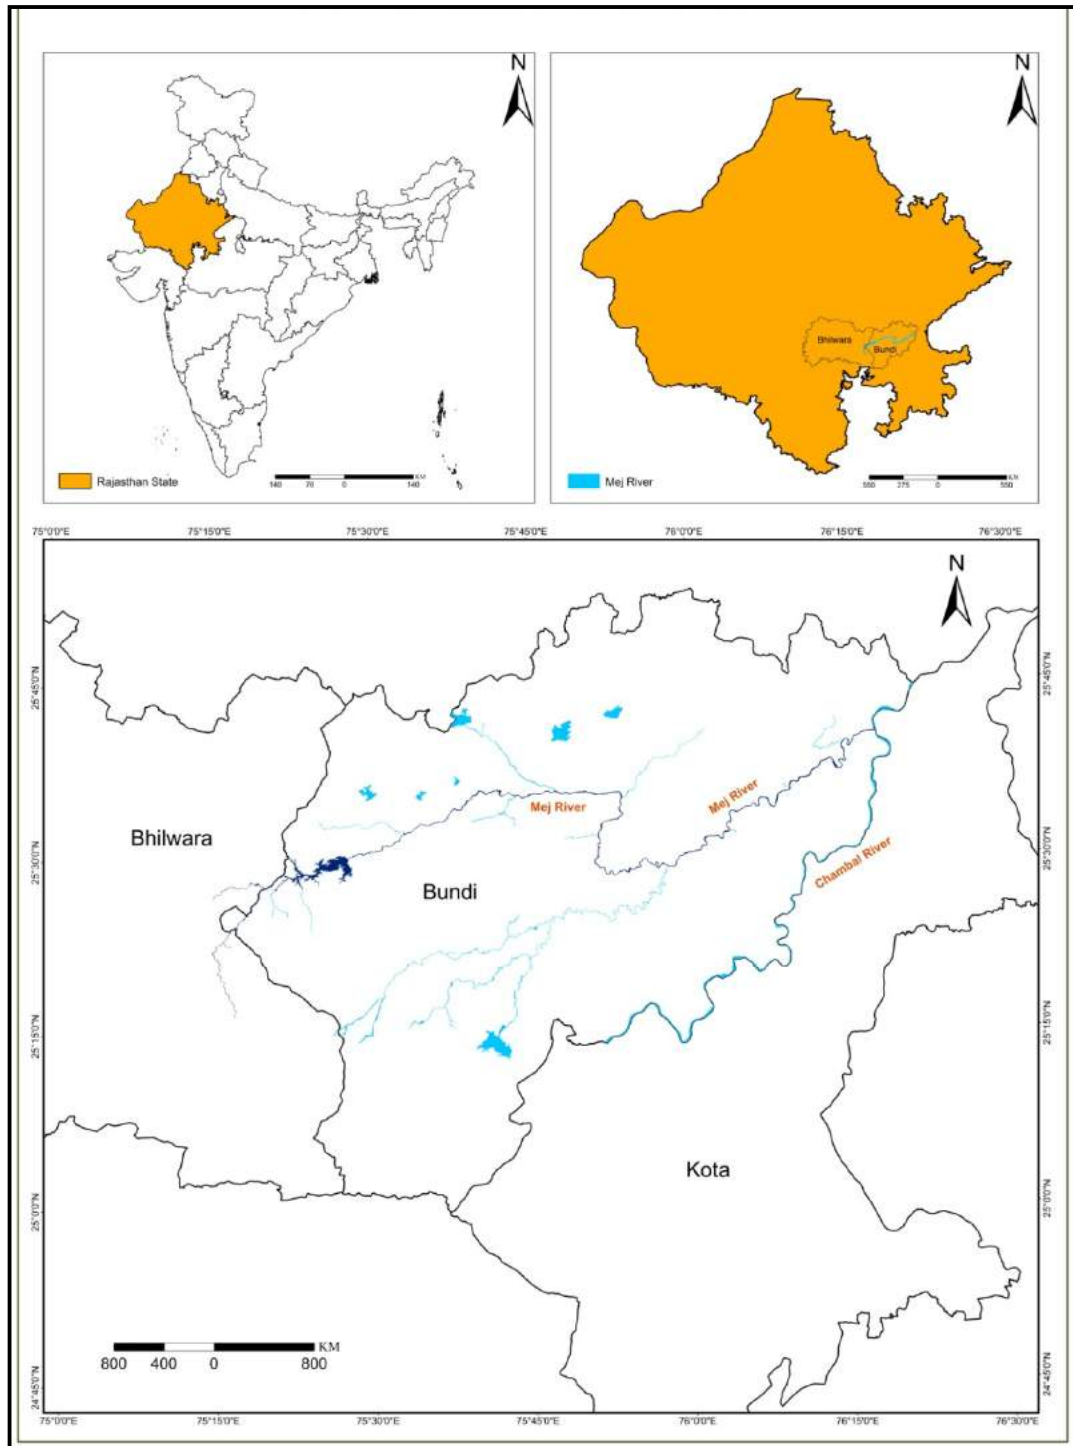 N
Rajasthan State
140 70 0 140
KM
N
Bhilwara
Bundi
Mej River
550 275 0 550
KM
75°0'0"E 75°15'0"E 75°30'0"E 75°45'0"E 76°0'0"E 76°15'0"E 76°30'0"E
N
25°45'0"N 25°45'0"N
Mej River
Mej River
Bhilwara
Chambal River
25°30'0"N 25°30'0"N
Bundi
25°15'0"N 25°15'0"N
Kota
25°0'0"N 25°0'0"N
KM
800 400 0 800
24°45'0"N 24°45'0"N
75°0'0"E 75°15'0"E 75°30'0"E 75°45'0"E 76°0'0"E 76°15'0"E 76°30'0"E